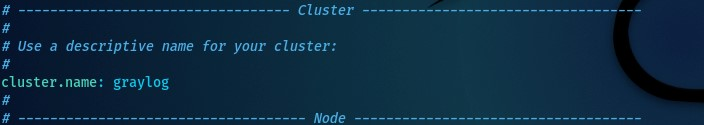 # ---------------------------------- Cluster -----------------------------------
#
# Use a descriptive name for your cluster:
#
cluster.name: graylog
#
# ------------------------------------ Node ------------------------------------